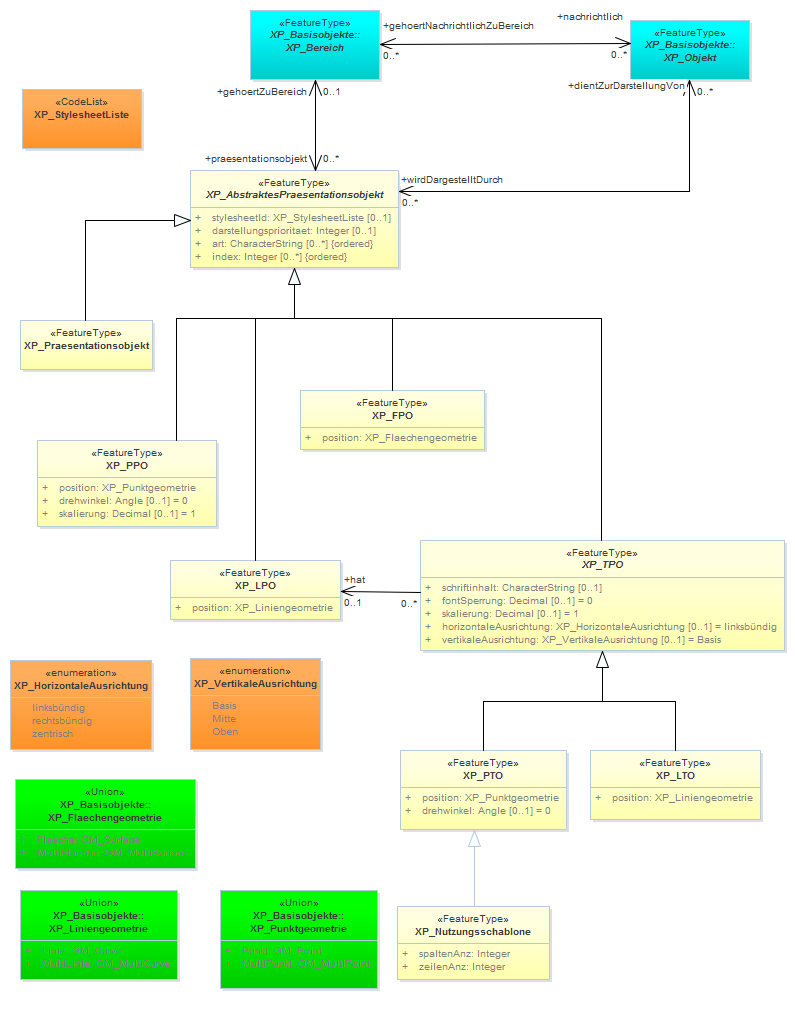 «FeatureType»
XP_Basisobjekte::
XP_Bereich
+gehoertNachrichtlichZuBereich
0..*
+nachrichtlich
0..*
«FeatureType»
XP_Basisobjekte::
XP_Objekt
+dientZurDarstellungVon
0..*
+gehoertZuBereich
0..1
«CodeList»
XP_StylesheetListe
+praesentationsobjekt
0..*
+wirdDargestelltDurch
0..*
«FeatureType»
XP_AbstraktesPraesentationsobjekt
+ stylesheetId: XP_StylesheetListe [0..1]
+ darstellungsprioritaet: Integer [0..1]
+ art: CharacterString [0..*] {ordered}
+ index: Integer [0..*] {ordered}
«FeatureType»
XP_Praesentationsobjekt
«FeatureType»
XP_FPO
+ position: XP_Flaechengeometrie
«FeatureType»
XP_PPO
+ position: XP_Punktgeometrie
+ drehwinkel: Angle [0..1] = 0
+ skalierung: Decimal [0..1] = 1
«FeatureType»
XP_LPO
+ position: XP_Liniengeometrie
+hat
0..1
0..*
«FeatureType»
XP_TPO
+ schriftinhalt: CharacterString [0..1]
+ fontSperrung: Decimal [0..1] = 0
+ skalierung: Decimal [0..1] = 1
+ horizontaleAusrichtung: XP_HorizontaleAusrichtung [0..1] = linksbündig
+ vertikaleAusrichtung: XP_VertikaleAusrichtung [0..1] = Basis
«enumeration»
XP_HorizontaleAusrichtung
linksbündig
rechtsbündig
zentrisch
«enumeration»
XP_VertikaleAusrichtung
Basis
Mitte
Oben
«FeatureType»
XP_PTO
+ position: XP_Punktgeometrie
+ drehwinkel: Angle [0..1] = 0
«FeatureType»
XP_LTO
+ position: XP_Liniengeometrie
«Union»
XP_Basisobjekte::
XP_Flaechengeometrie
+ Flaeche: GM_Surface
+ MultiFlaeche: GM_MultiSurface
«Union»
XP_Basisobjekte::
XP_Liniengeometrie
+ Linie: GM_Curve
+ MultiLinie: GM_MultiCurve
«Union»
XP_Basisobjekte::
XP_Punktgeometrie
+ Punkt: GM_Point
+ MultiPunkt: GM_MultiPoint
«FeatureType»
XP_Nutzungsschablone
+ spaltenAnz: Integer
+ zeilenAnz: Integer